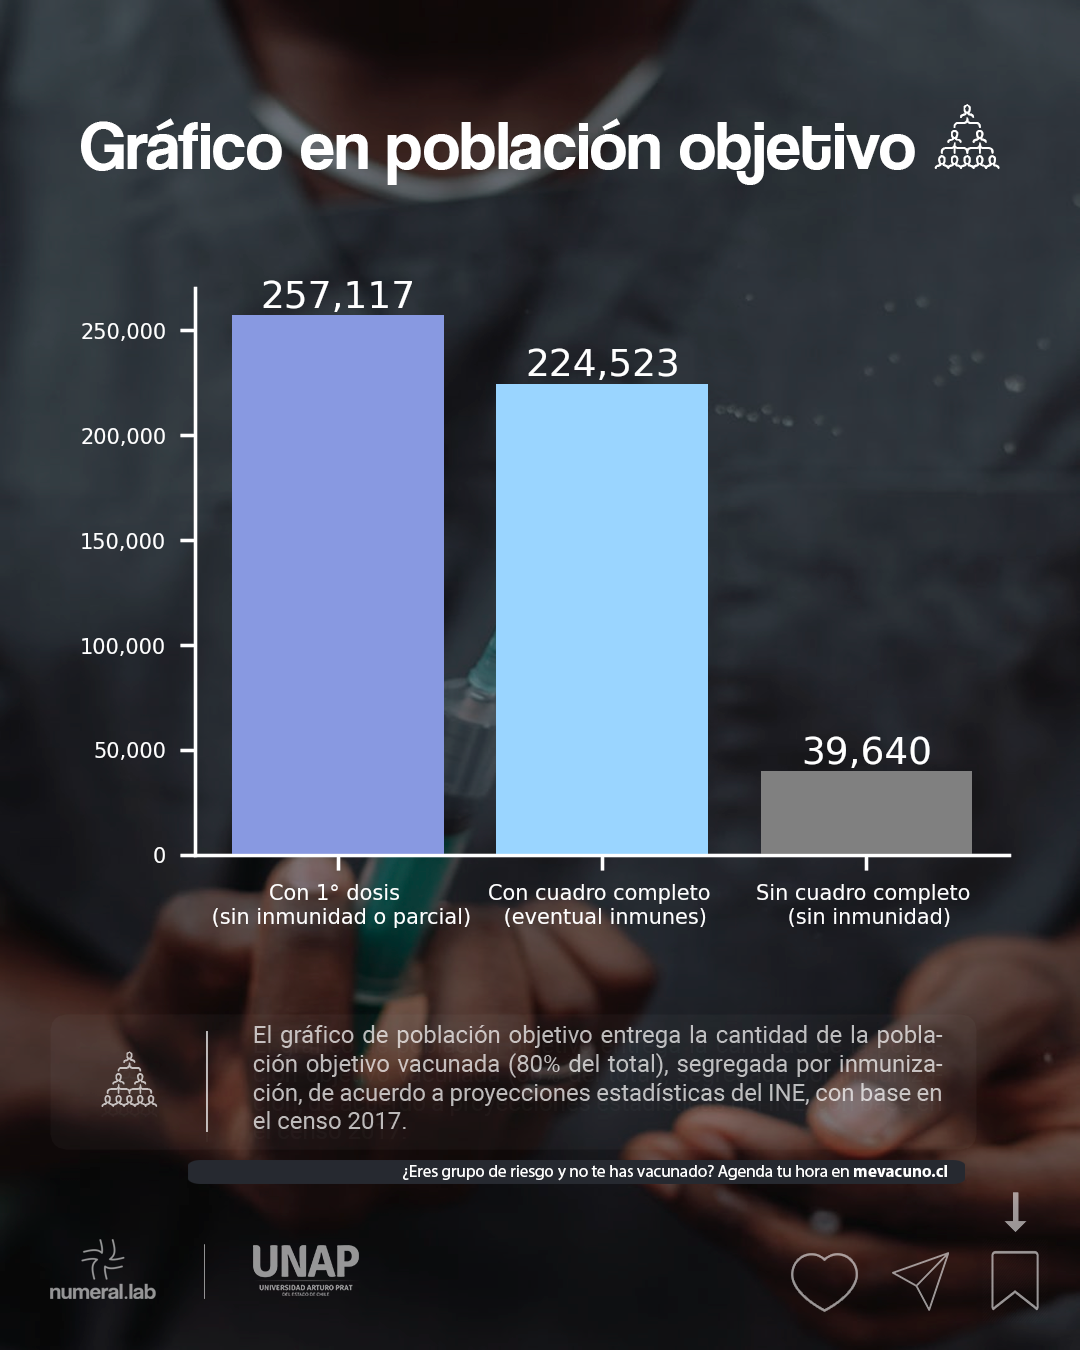 Gráfico en población objetivo
257,117
224,523
39,640
250,000
200,000
150,000
100,000
50,000
0
Con 1° dosis
(sin inmunidad o parcial)
Con cuadro completo
(eventual inmunes)
Sin cuadro completo
(sin inmunidad)
El gráfico de población objetivo entrega la cantidad de la pobla-
ción objetivo vacunada (80% del total), segregada por inmuniza-
ción, de acuerdo a proyecciones estadísticas del INE, con base en
el censo 2017.
¿Eres grupo de riesgo y no te has vacunado? Agenda tu hora en mevacuno.cl
numeral.lab
UNAP
UNIVERSIDAD ARTURO PRAT
DEL ESTADO DE CHILE